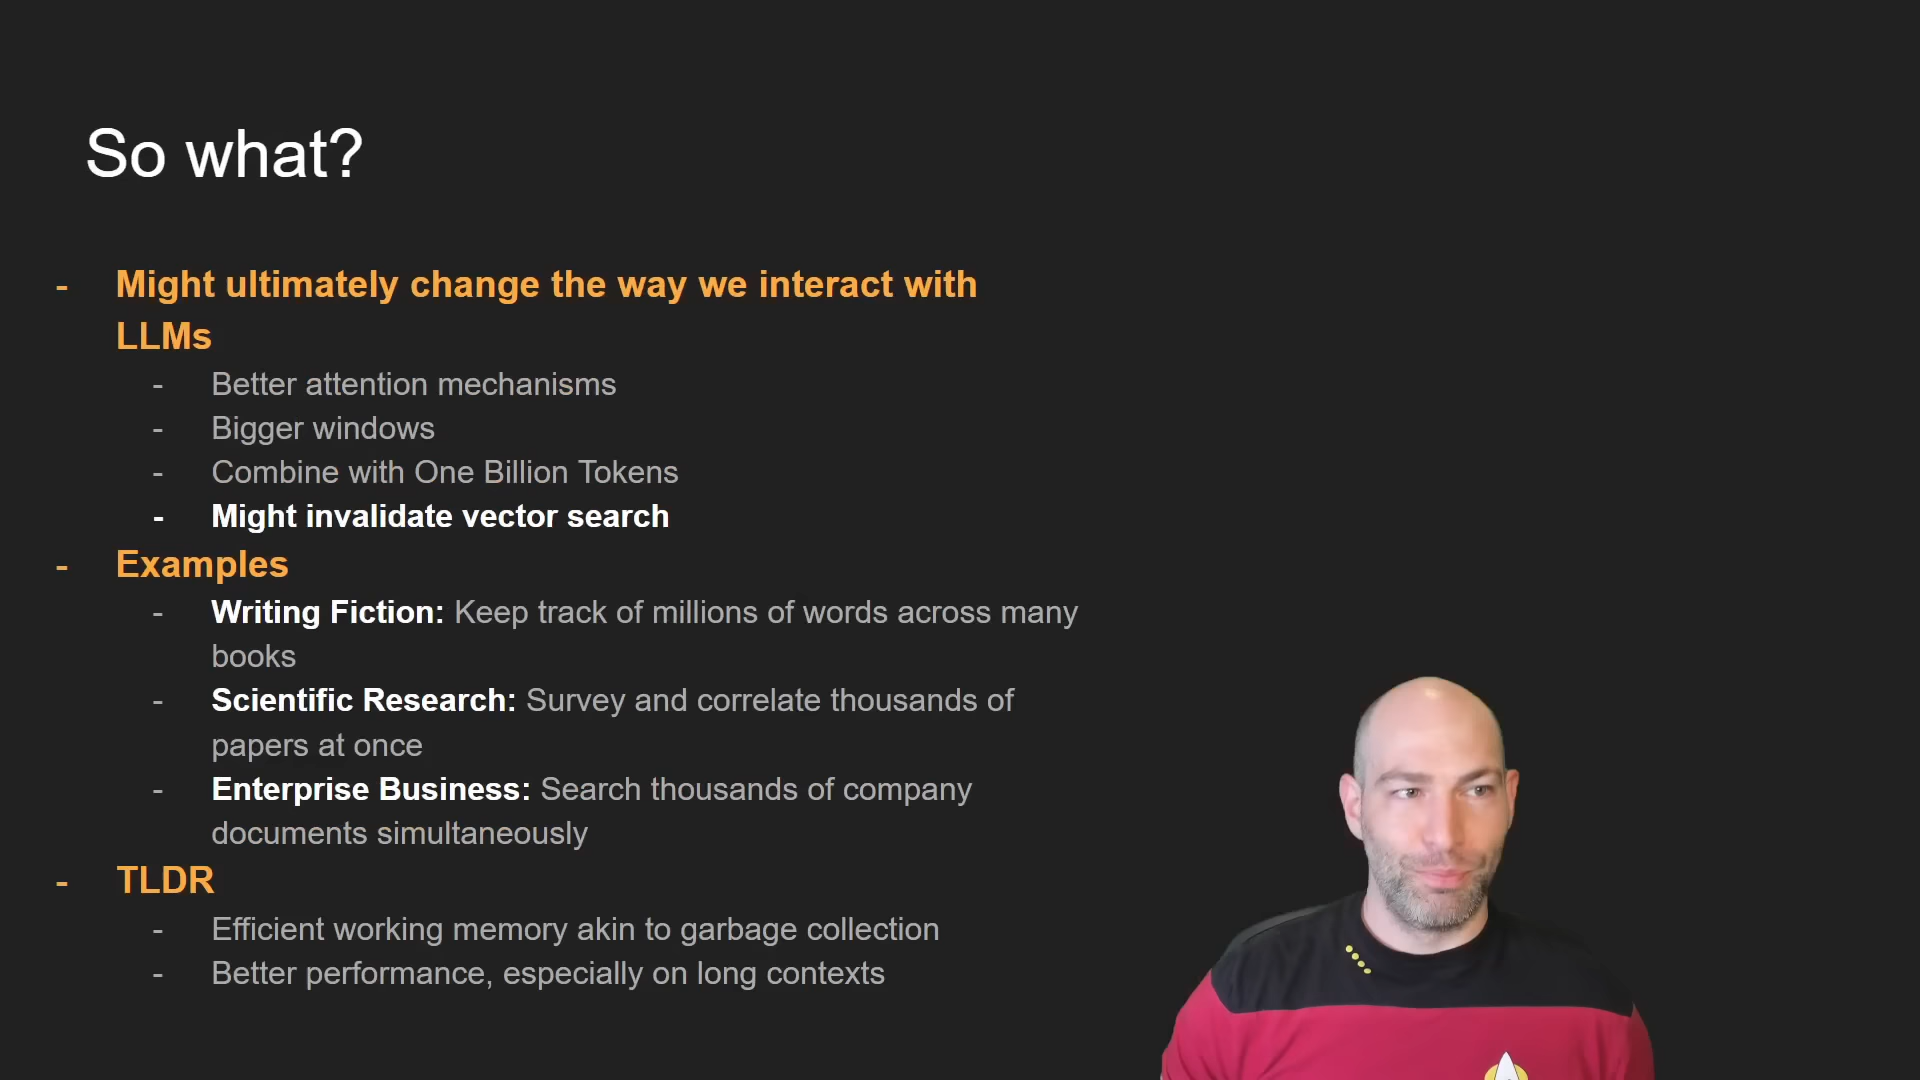 So what?
- Might ultimately change the way we interact with
LLMs
- Better attention mechanisms
- Bigger windows
- Combine with One Billion Tokens
- Might invalidate vector search
- Examples
- Writing Fiction: Keep track of millions of words across many
books
- Scientific Research: Survey and correlate thousands of
papers at once
- Enterprise Business: Search thousands of company
documents simultaneously
- TLDR
- Efficient working memory akin to garbage collection
- Better performance, especially on long contexts